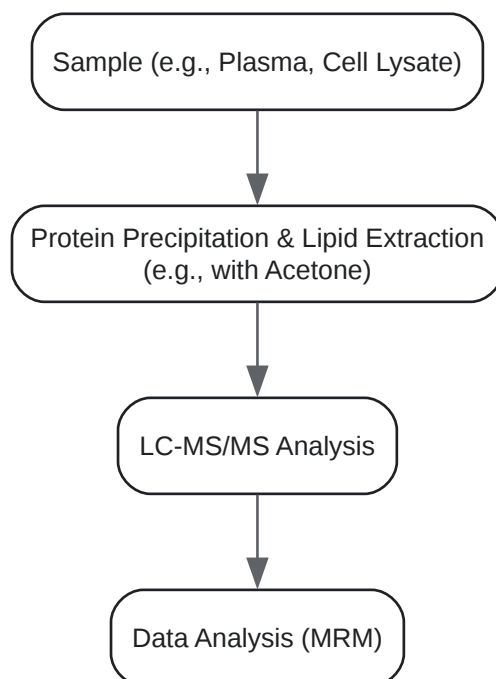 Sample (e.g., Plasma, Cell Lysate)
Protein Precipitation & Lipid Extraction
(e.g., with Acetone)
LC-MS/MS Analysis
Data Analysis (MRM)